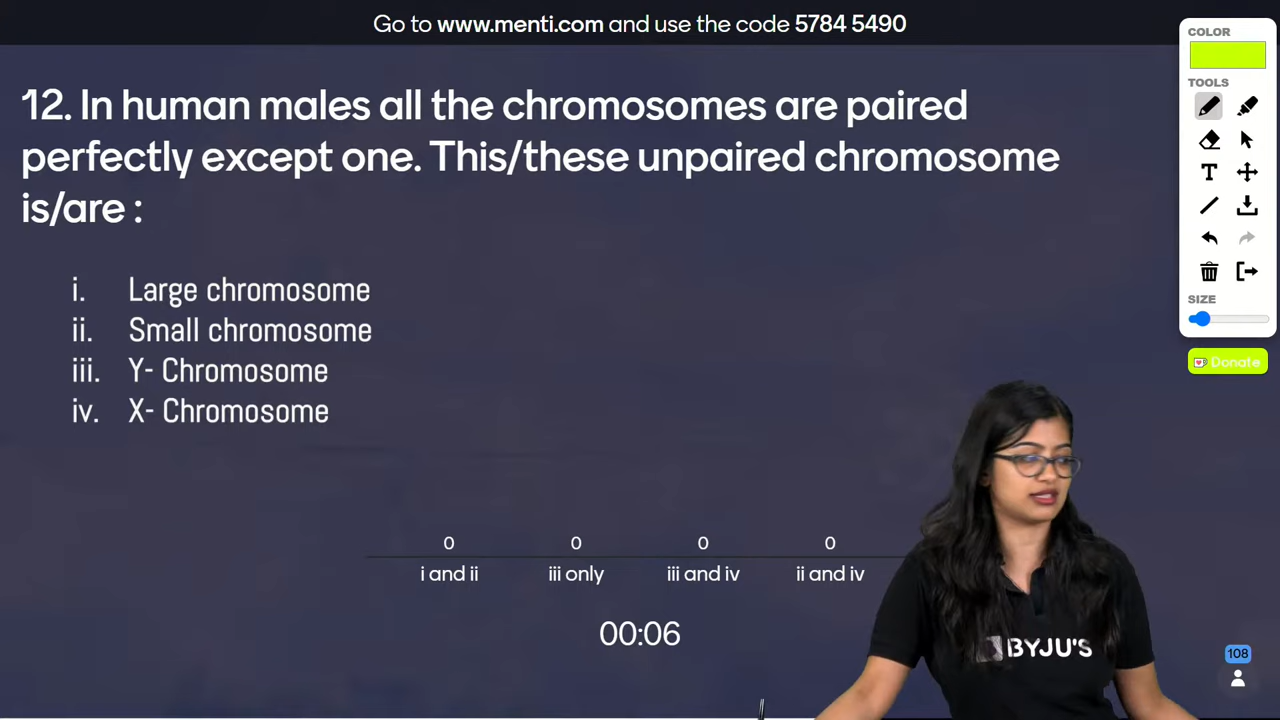 Go to www.menti.com and use the code 5784 5490
12. In human males all the chromosomes are paired
perfectly except one. This/these unpaired chromosome
is/are :
i. Large chromosome
ii. Small chromosome
iii. Y- Chromosome
iv. X- Chromosome
0 0 0 0
i and ii iii only iii and iv ii and iv
00:06
COLOR
TOOLS
T
SIZE
Donate
BYJU'S
108